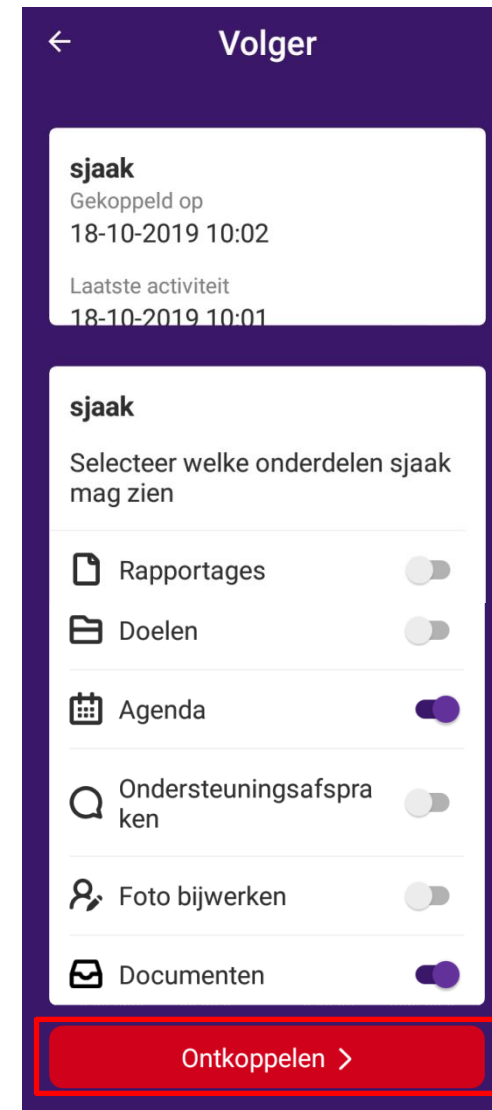 Volger
sjaak
Gekoppeld op
18-10-2019 10:02
Laatste activiteit
18-10-2019 10:01
sjaak
Selecteer welke onderdelen sjaak
mag zien
Rapportages
Doelen
Agenda
Ondersteuningsafspra
ken
Foto bijwerken
Documenten
Ontkoppelen